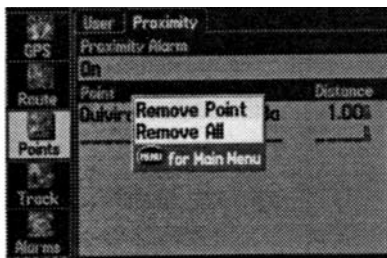 User Proximity
GPS
Proximity Alarm
On
Point Distance
Route
Remove Point
1.00
Remove All
MENU for Main Menu
Points
Track
Alarms